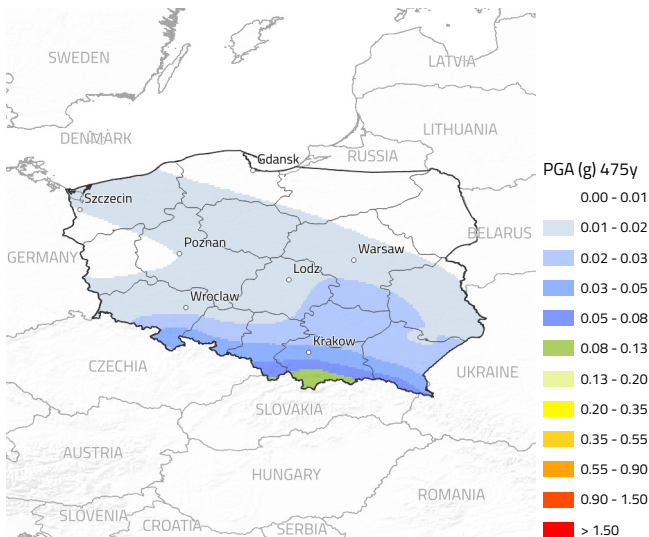 SWEDEN
LATVIA
LITHUANIA
DENMARK
RUSSIA
Gdansk
Szczecin
BELARUS
Poznan
Warsaw
GERMANY
Lodz
Wroclaw
Krakow
CZECHIA
UKRAINE
SLOVAKIA
AUSTRIA
HUNGARY
ROMANIA
SLOVENIA
CROATIA
SERBIA
PGA (g) 475y
0.00 - 0.01
0.01 - 0.02
0.02 - 0.03
0.03 - 0.05
0.05 - 0.08
0.08 - 0.13
0.13 - 0.20
0.20 - 0.35
0.35 - 0.55
0.55 - 0.90
0.90 - 1.50
> 1.50